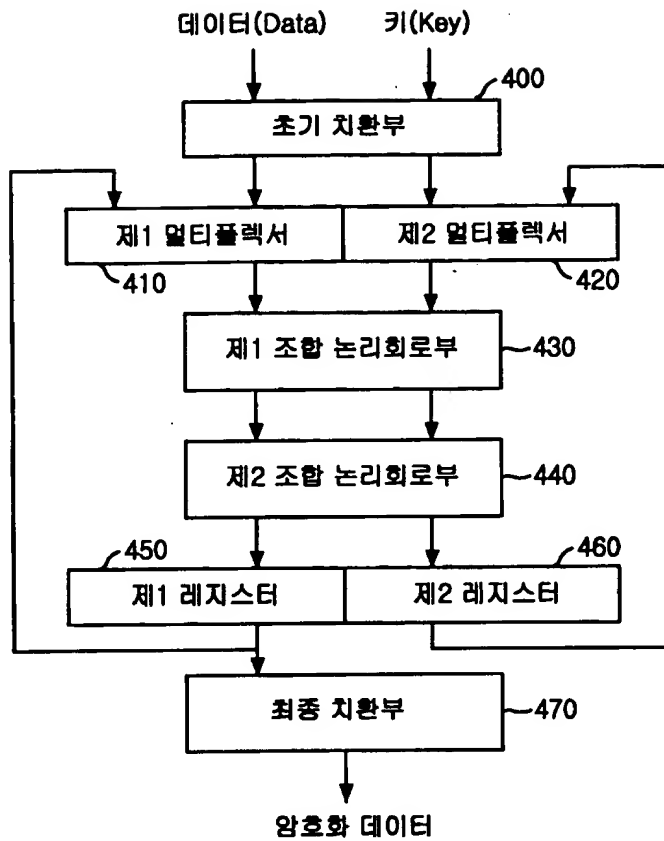 데이터(Data) 키(Key)
400
초기 치환부
제1 멀티플렉서 제2 멀티플렉서
410 420
제1 조합 논리회로부 430
제2 조합 논리회로부 440
450 460
제1 레지스터 제2 레지스터
최종 치환부 470
암호화 데이터